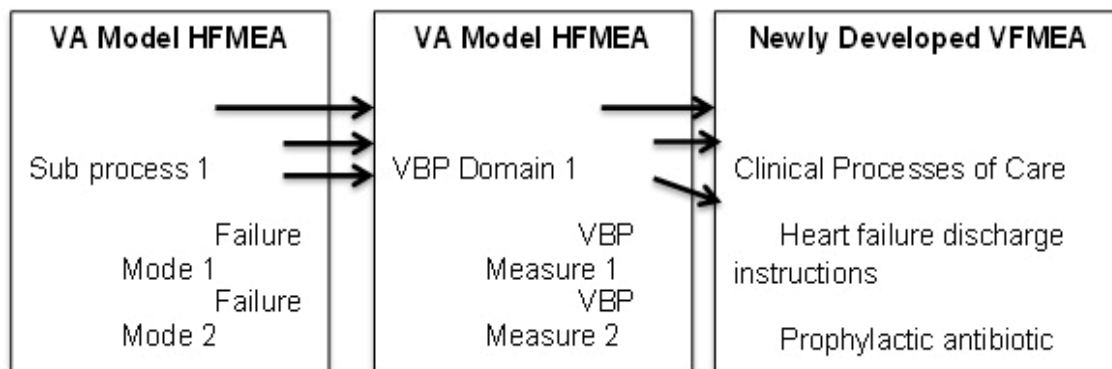 VA Model HFMEA
Sub process 1
Failure
Mode 1
Failure
Mode 2
VA Model HFMEA
VBP Domain 1
VBP
Measure 1
VBP
Measure 2
Newly Developed VFMEA
Clinical Processes of Care
Heart failure discharge
instructions
Prophylactic antibiotic